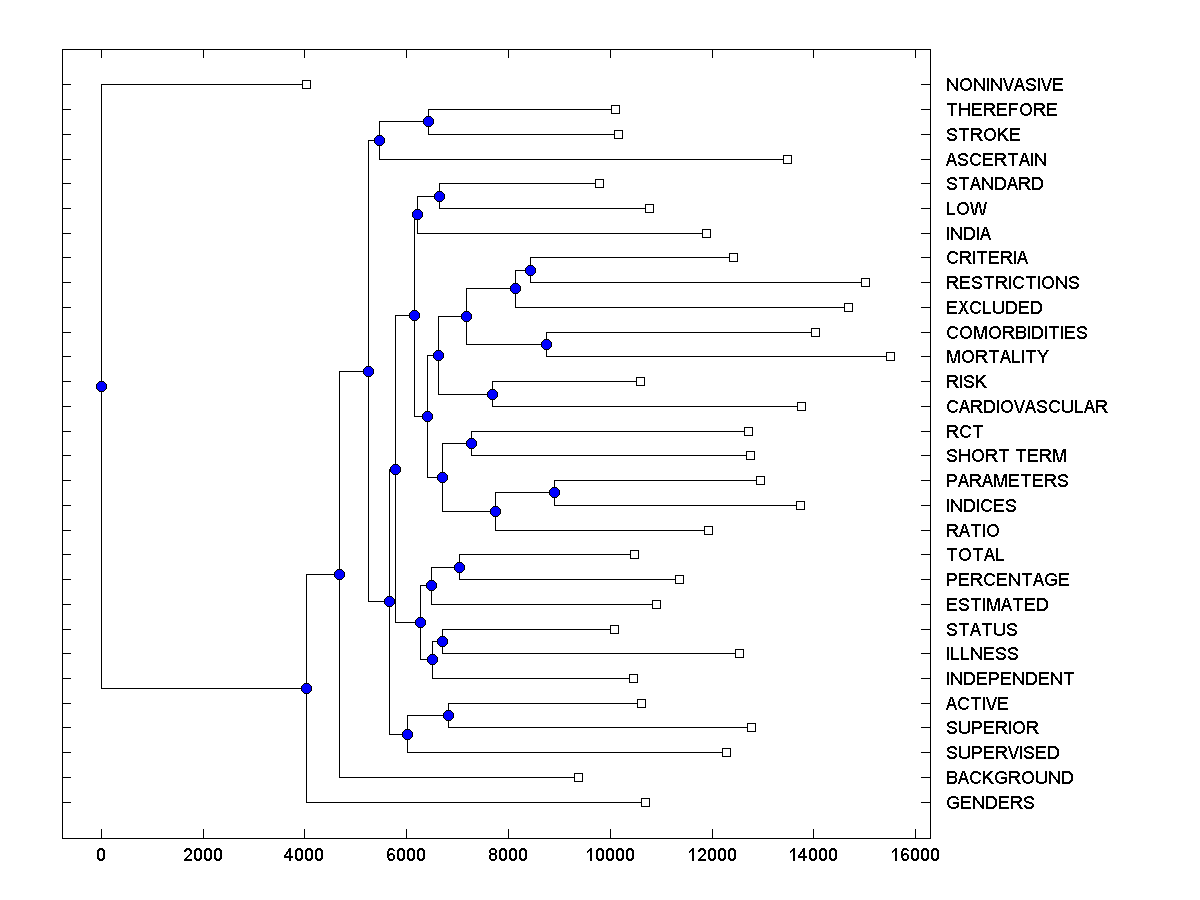 NONINVASIVE
THEREFORE
STROKE
ASCERTAIN
STANDARD
LOW
INDIA
CRITERIA
RESTRICTIONS
EXCLUDED
COMORBIDITIES
MORTALITY
RISK
CARDIOVASCULAR
RCT
SHORT TERM
PARAMETERS
INDICES
RATIO
TOTAL
PERCENTAGE
ESTIMATED
STATUS
ILLNESS
INDEPENDENT
ACTIVE
SUPERIOR
SUPERVISED
BACKGROUND
GENDERS
0 2000 4000 6000 8000 10000 12000 14000 16000